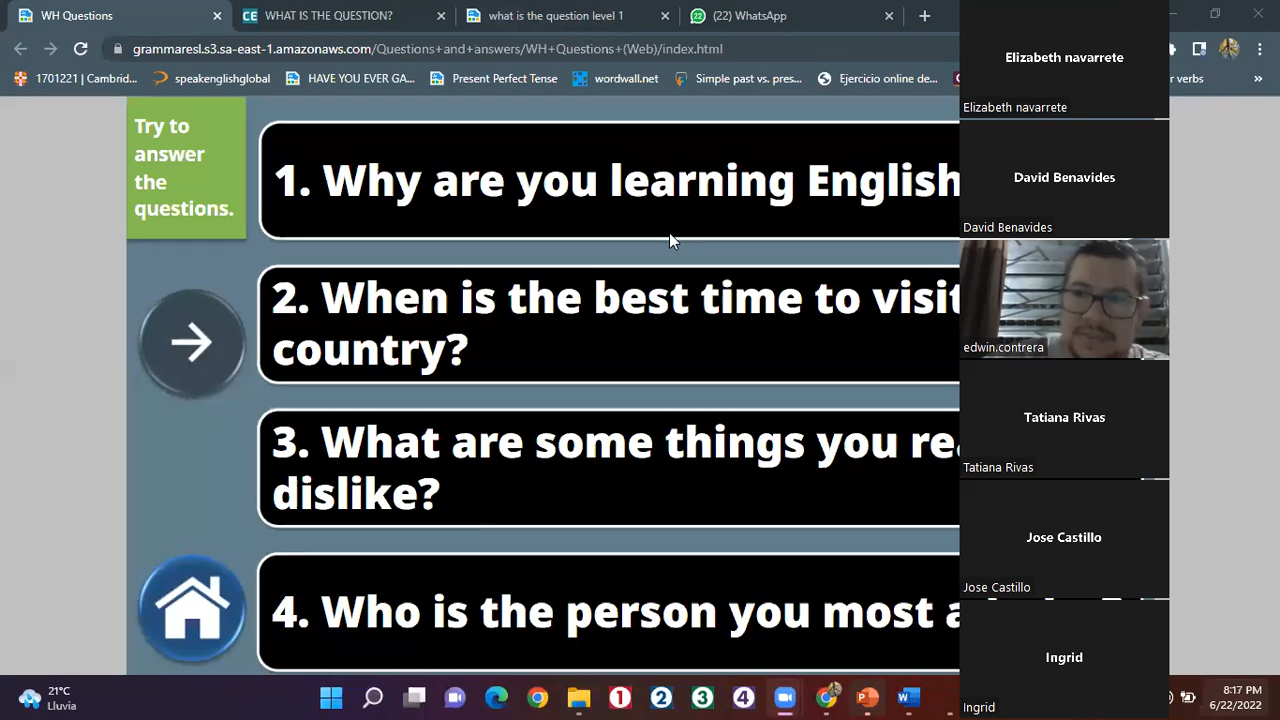 WH Questions
WHAT IS THE QUESTION?
what is the question level 1
(22) WhatsApp
grammaresl.s3.sa-east-1.amazonaws.com/Questions+and+answers/WH+Questions+(Web)/index.html
1701221 | Cambrid...
speakenglishglobal
HAVE YOU EVER GA...
Present Perfect Tense
wordwall.net
Simple past vs. pres...
Ejercicio online de...
verbs
Try to
answer
the
questions.
1. Why are you learning English
2. When is the best time to visit
country?
3. What are some things you
dislike?
4. Who is the person you most
Elizabeth navarrete
Elizabeth navarrete
David Benavides
David Benavides
edwin.contrera
Tatiana Rivas
Tatiana Rivas
Jose Castillo
Jose Castillo
Ingrid
Ingrid
21°C
Lluvia
1
2
3
4
8:17 PM
6/22/2022